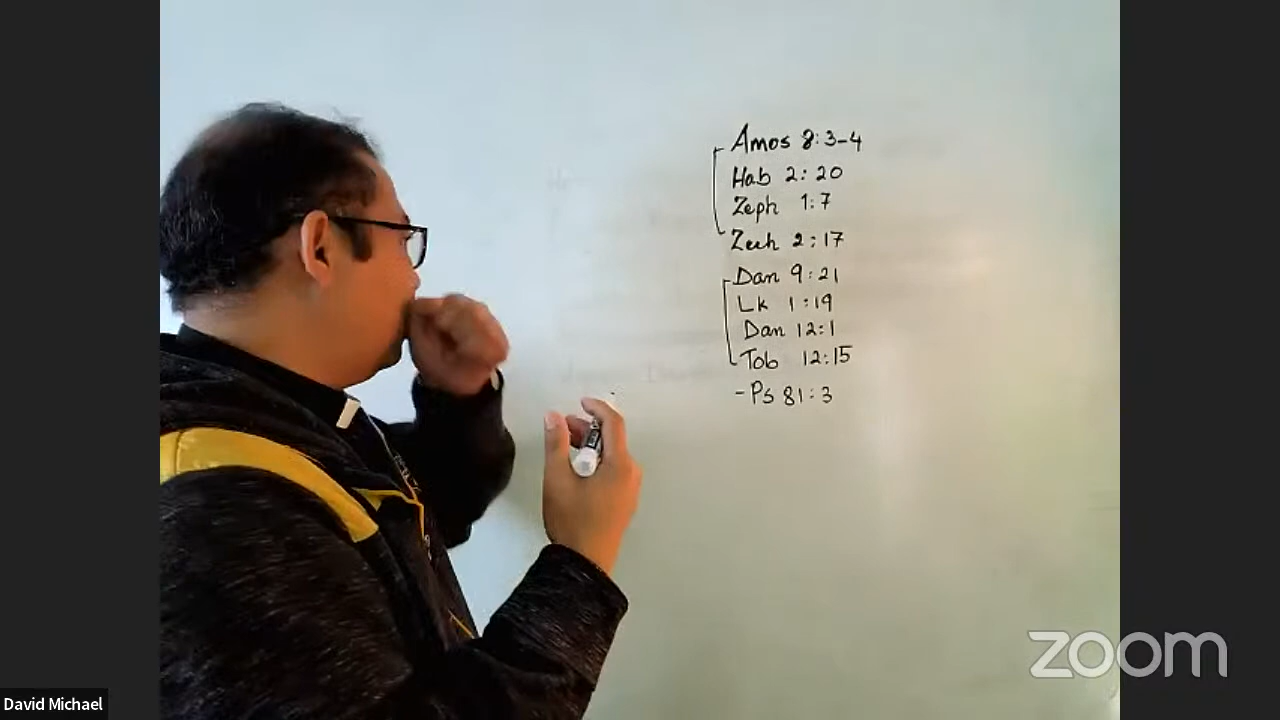 Amos 8:3-4
Hab 2:20
Zeph 1:7
Zech 2:17
Dan 9:21
Lk 1:19
Dan 12:1
Tob 12:15
-Ps 81:3
zoom
David Michael